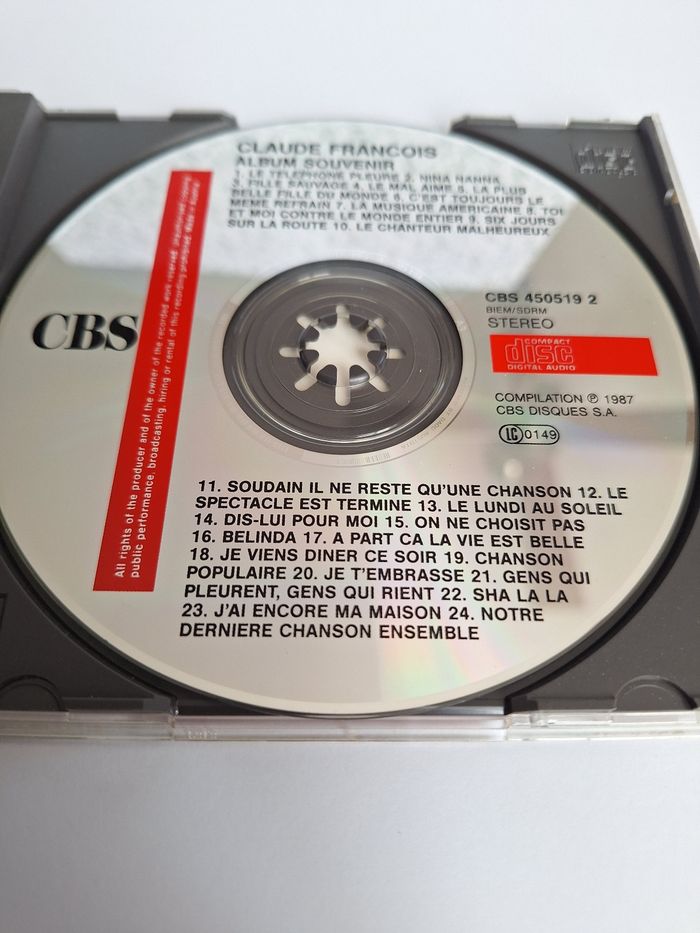 CLAUDE FRANCOIS
ALBUM SOUVENIR
1. LE TELEPHONE PLEURE 2. NINA NANNA
3. FILLE SAUVAGE 4. LE MAL AIME 5. LA PLUS
BELLE FILLE DU MONDE 6. C'EST TOUJOURS LE
MEME REFRAIN 7. LA MUSIQUE AMERICAINE 8. TOI
ET MOI CONTRE LE MONDE ENTIER 9. SIX JOURS
SUR LA ROUTE 10. LE CHANTEUR MALHEUREUX
All rights of the producer and of the owner of the recorded work reserved. Unauthorized copying,
public performance, broadcasting, hiring or rental of this recording prohibited.
CBS
CBS 450519 2
BIEM/SDRM
STEREO
COMPACT
disc
DIGITAL AUDIO
COMPILATION ℗ 1987
CBS DISQUES S.A.
LC 0149
11. SOUDAIN IL NE RESTE QU'UNE CHANSON 12. LE
SPECTACLE EST TERMINE 13. LE LUNDI AU SOLEIL
14. DIS-LUI POUR MOI 15. ON NE CHOISIT PAS
16. BELINDA 17. A PART CA LA VIE EST BELLE
18. JE VIENS DINER CE SOIR 19. CHANSON
POPULAIRE 20. JE T'EMBRASSE 21. GENS QUI
PLEURENT, GENS QUI RIENT 22. SHA LA LA
23. J'AI ENCORE MA MAISON 24. NOTRE
DERNIERE CHANSON ENSEMBLE